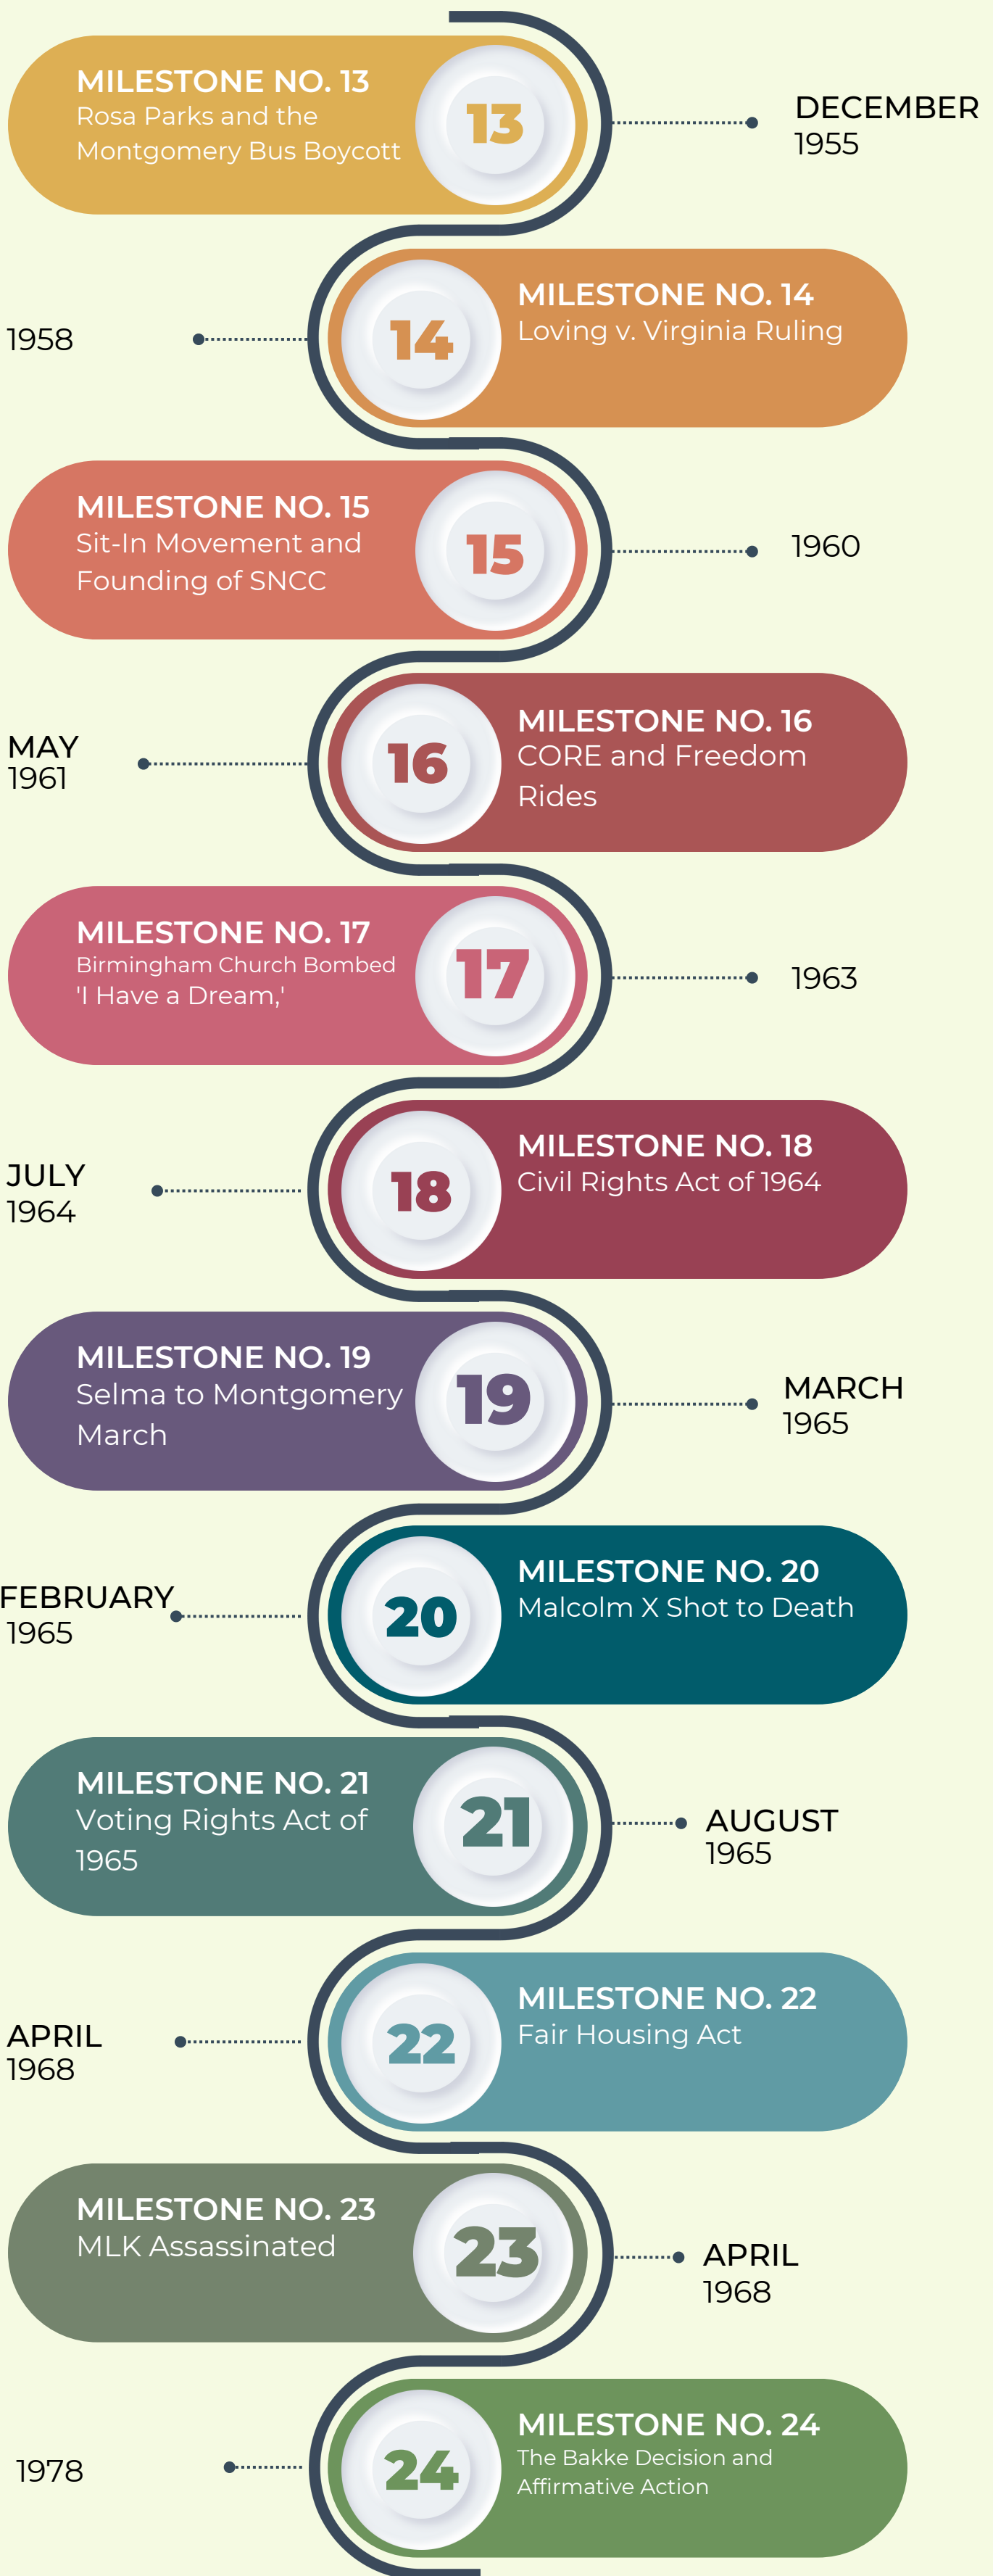 MILESTONE NO. 13
Rosa Parks and the
Montgomery Bus Boycott
13
DECEMBER
1955
1958
14
MILESTONE NO. 14
Loving v. Virginia Ruling
MILESTONE NO. 15
Sit-In Movement and
Founding of SNCC
15
1960
MAY
1961
16
MILESTONE NO. 16
CORE and Freedom
Rides
MILESTONE NO. 17
Birmingham Church Bombed
'I Have a Dream,'
17
1963
JULY
1964
18
MILESTONE NO. 18
Civil Rights Act of 1964
MILESTONE NO. 19
Selma to Montgomery
March
19
MARCH
1965
FEBRUARY
1965
20
MILESTONE NO. 20
Malcolm X Shot to Death
MILESTONE NO. 21
Voting Rights Act of
1965
21
AUGUST
1965
APRIL
1968
22
MILESTONE NO. 22
Fair Housing Act
MILESTONE NO. 23
MLK Assassinated
23
APRIL
1968
1978
24
MILESTONE NO. 24
The Bakke Decision and
Affirmative Action